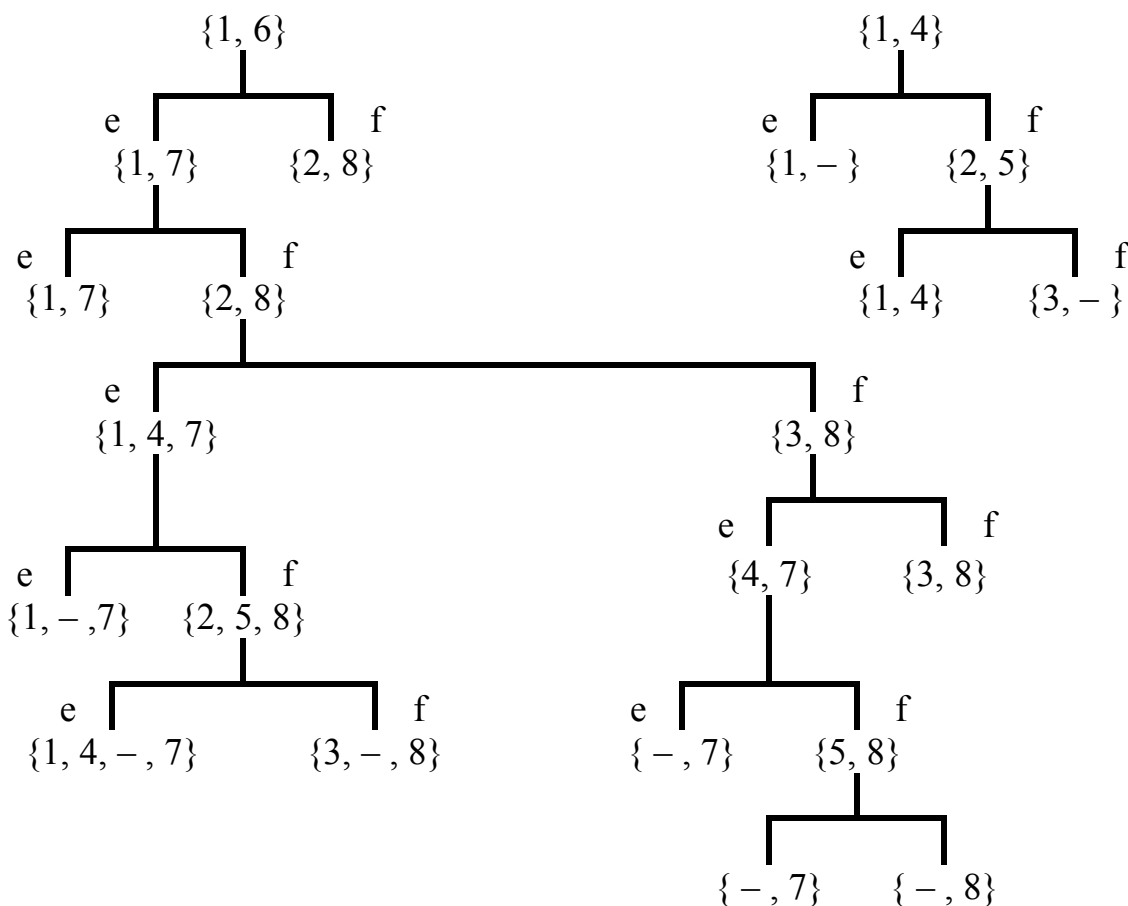 {1, 6} {1, 4}
e f e f
{1, 7} {2, 8} {1, – } {2, 5}
e f e f
{1, 7} {2, 8} {1, 4} {3, – }
e f
{1, 4, 7} {3, 8}
e f
e f {4, 7} {3, 8}
{1, – ,7} {2, 5, 8}
e f e f
{1, 4, – , 7} {3, – , 8} { – , 7} {5, 8}
{ – , 7} { – , 8}